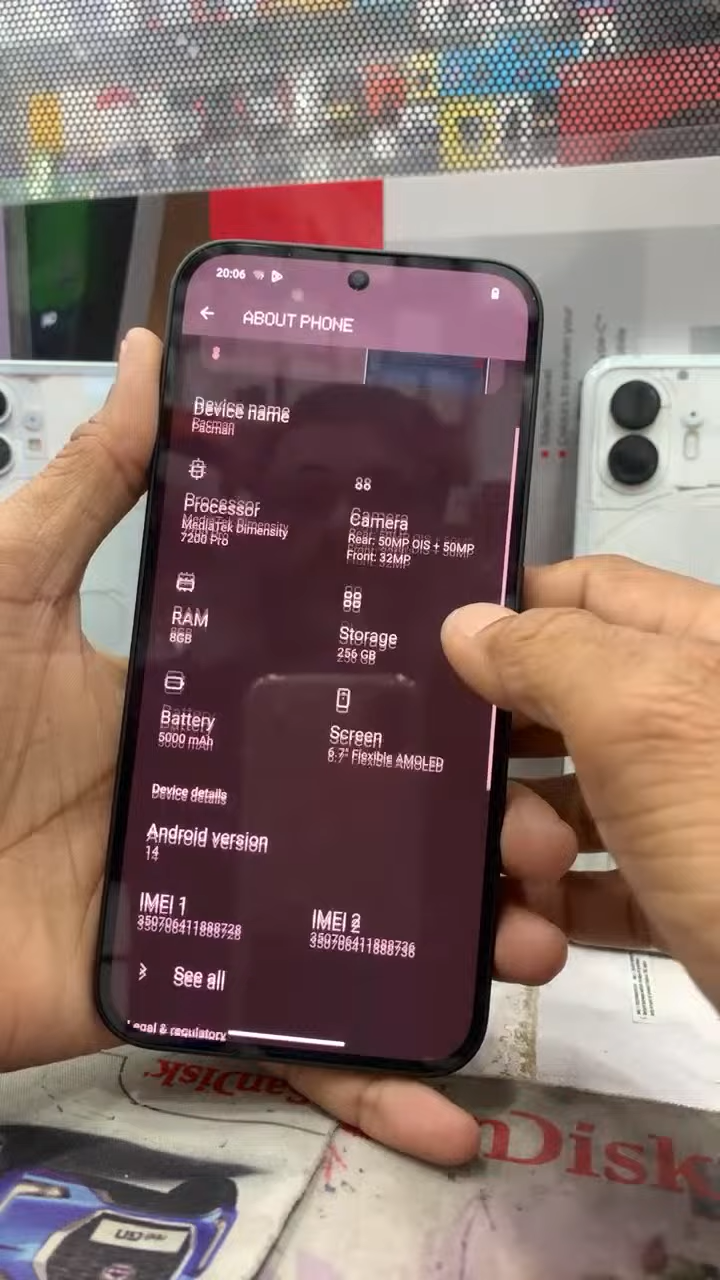 20:06
ABOUT PHONE
Device name
Pacman
Processor
MediaTek Dimensity
7200 Pro
Camera
Rear: 50MP OIS + 50MP
Front: 32MP
RAM
8GB
Storage
256 GB
Battery
5000 mAh
Screen
6.7" Flexible AMOLED
Device details
Android version
14
IMEI 1
350706411888728
IMEI 2
350706411888736
See all
Legal & regulatory
SanDisk
SanDisk